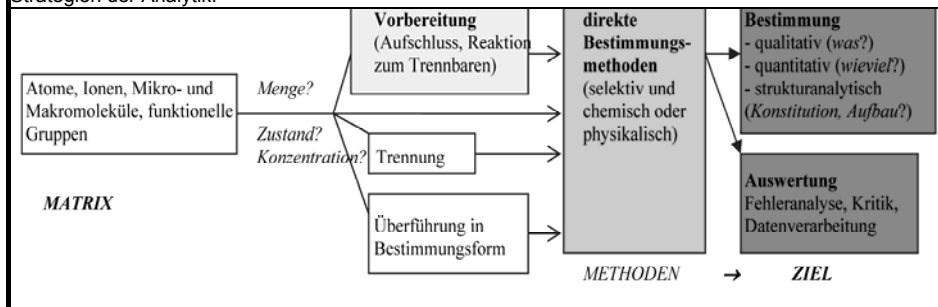 Strategien der Analytik:
Vorbereitung
(Aufschluss, Reaktion
zum Trennbaren)
direkte
Bestimmungs-
methoden
(selektiv und
chemisch oder
physikalisch)
Bestimmung
- qualitativ (was?)
- quantitativ (wieviel?)
- strukturanalytisch
(Konstitution, Aufbau?)
Atome, Ionen, Mikro- und
Makromoleküle, funktionelle
Gruppen
Menge?
Zustand?
Konzentration?
Trennung
MATRIX
Überführung in
Bestimmungsform
Auswertung
Fehleranalyse, Kritik,
Datenverarbeitung
METHODEN → ZIEL